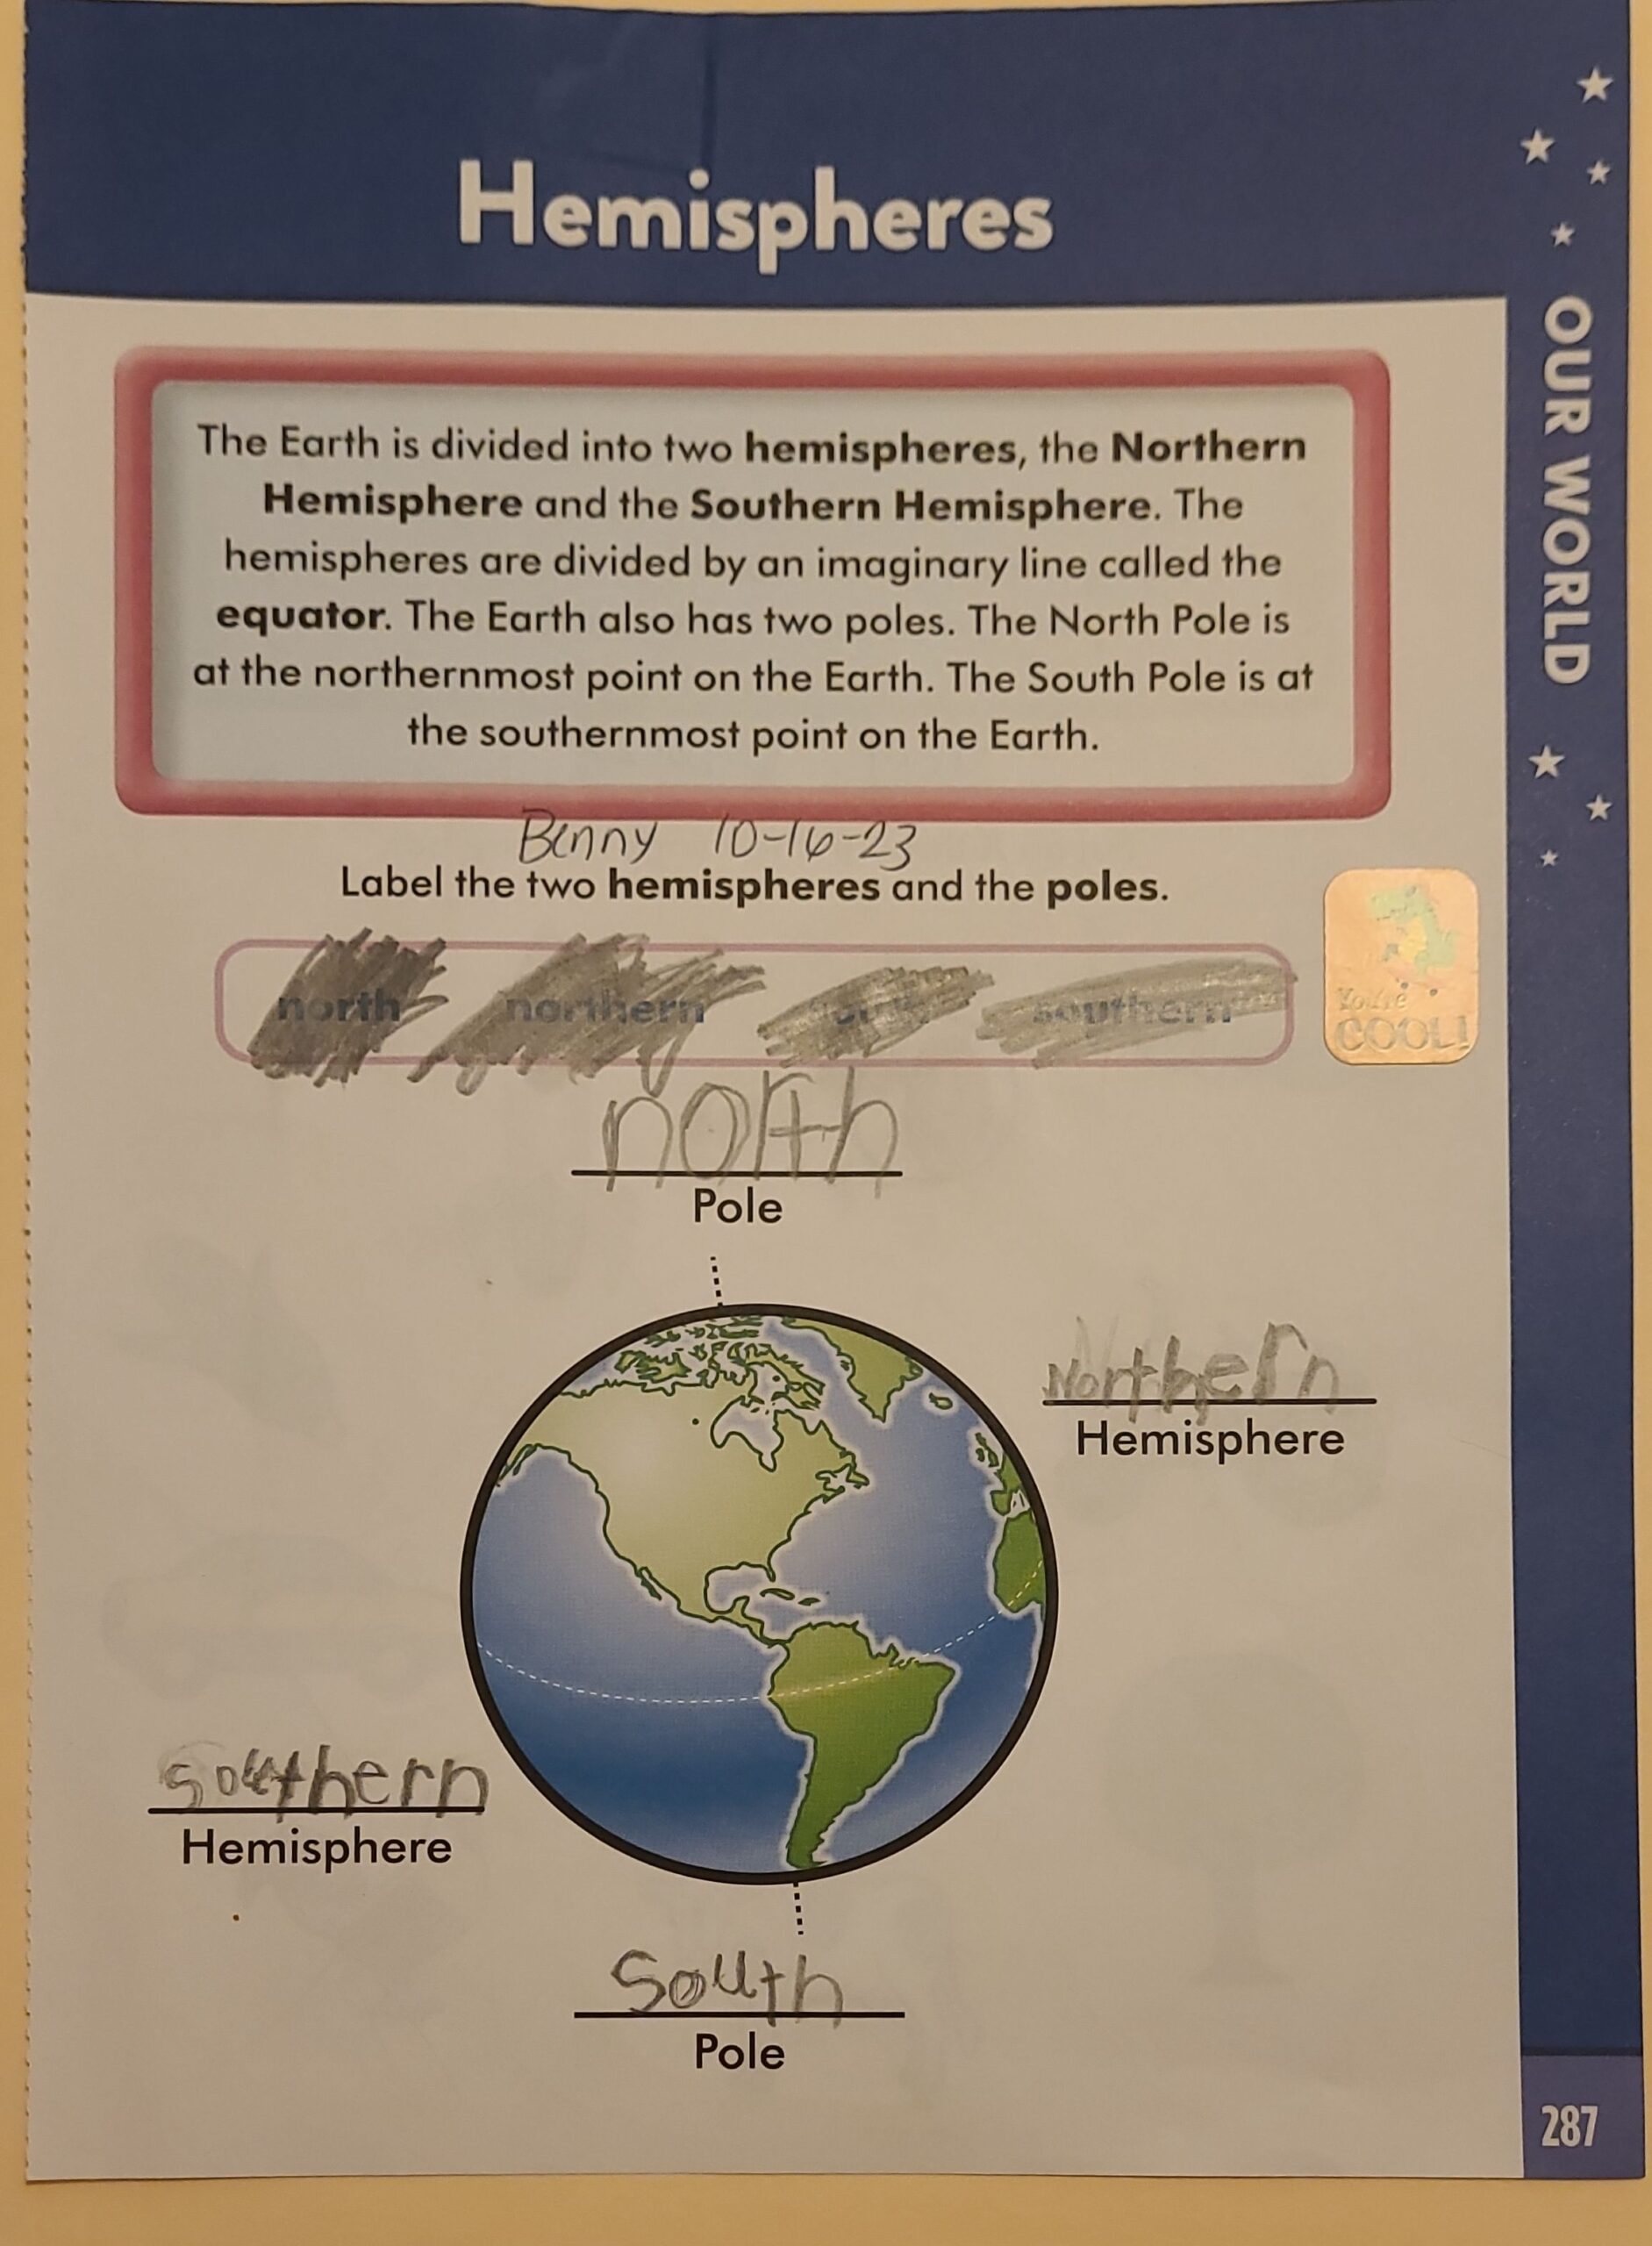 Hemispheres
The Earth is divided into two hemispheres, the Northern
Hemisphere and the Southern Hemisphere. The
hemispheres are divided by an imaginary line called the
equator. The Earth also has two poles. The North Pole is
at the northernmost point on the Earth. The South Pole is at
the southernmost point on the Earth.
Benny 10-16-23
Label the two hemispheres and the poles.
north northern southern
You're
COOL!
north
Pole
Northern
Hemisphere
southern
Hemisphere
South
Pole
OUR WORLD
287